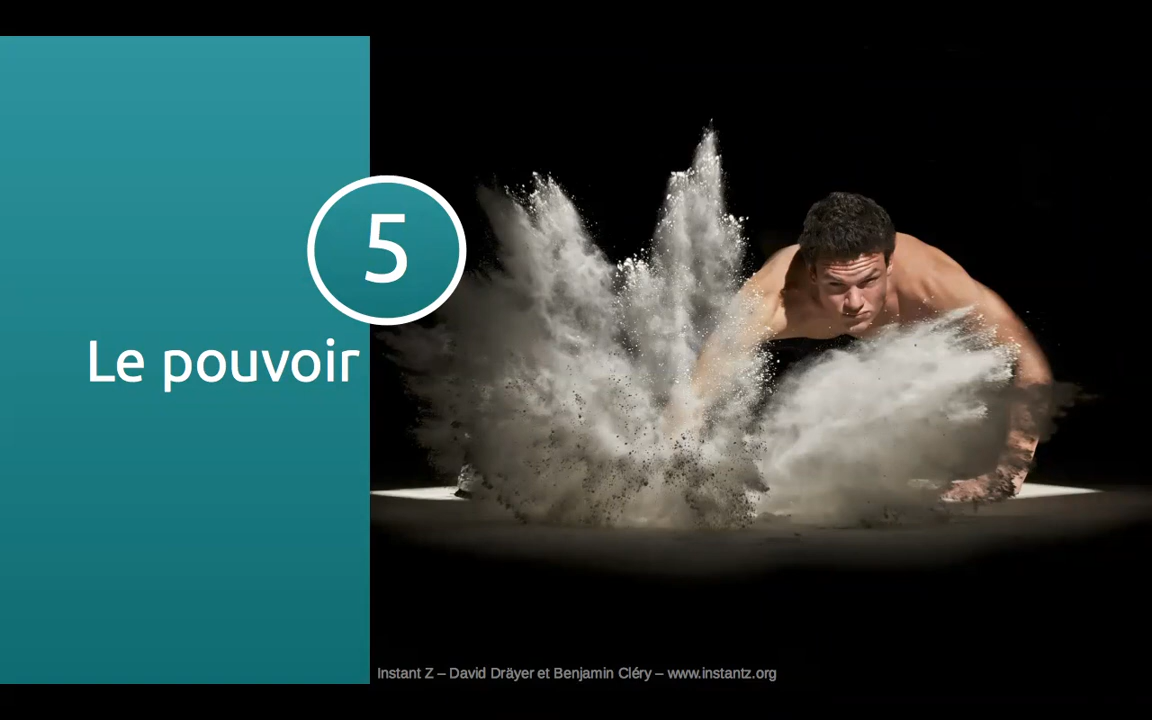 5
Le pouvoir
Instant Z – David Dräyer et Benjamin Cléry – www.instantz.org